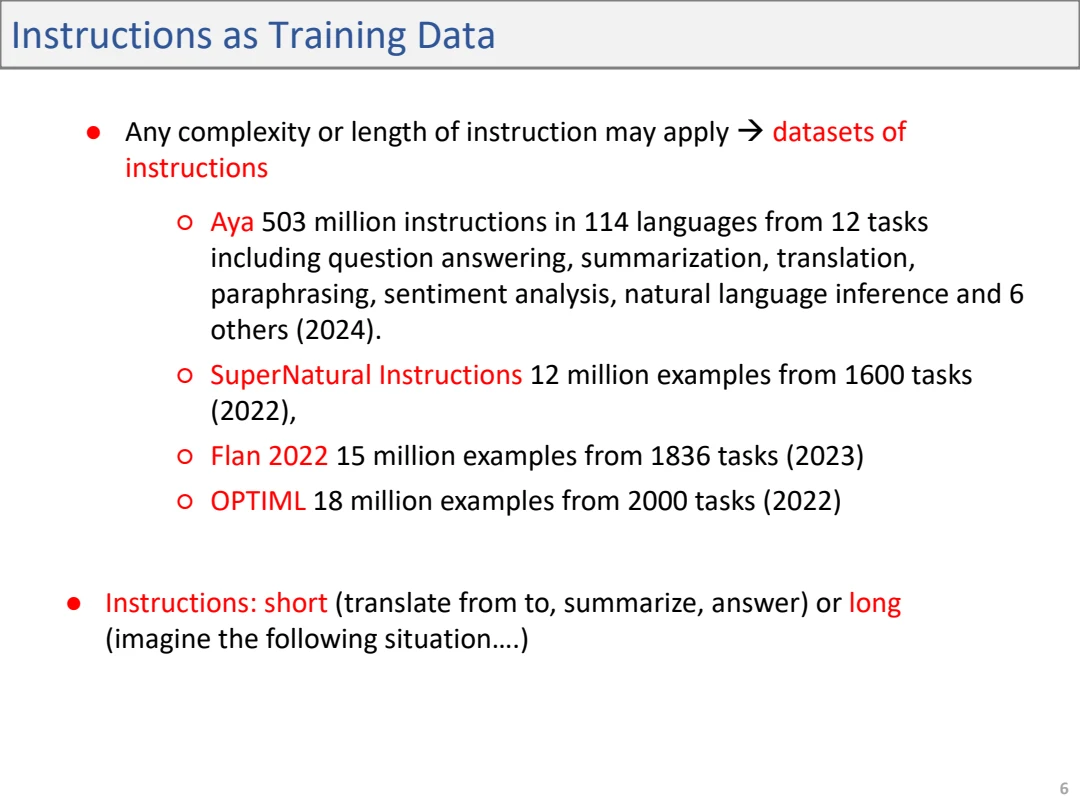 Instructions as Training Data
● Any complexity or length of instruction may apply → datasets of
instructions
○ Aya 503 million instructions in 114 languages from 12 tasks
including question answering, summarization, translation,
paraphrasing, sentiment analysis, natural language inference and 6
others (2024).
○ SuperNatural Instructions 12 million examples from 1600 tasks
(2022),
○ Flan 2022 15 million examples from 1836 tasks (2023)
○ OPTIML 18 million examples from 2000 tasks (2022)
● Instructions: short (translate from to, summarize, answer) or long
(imagine the following situation….)
6